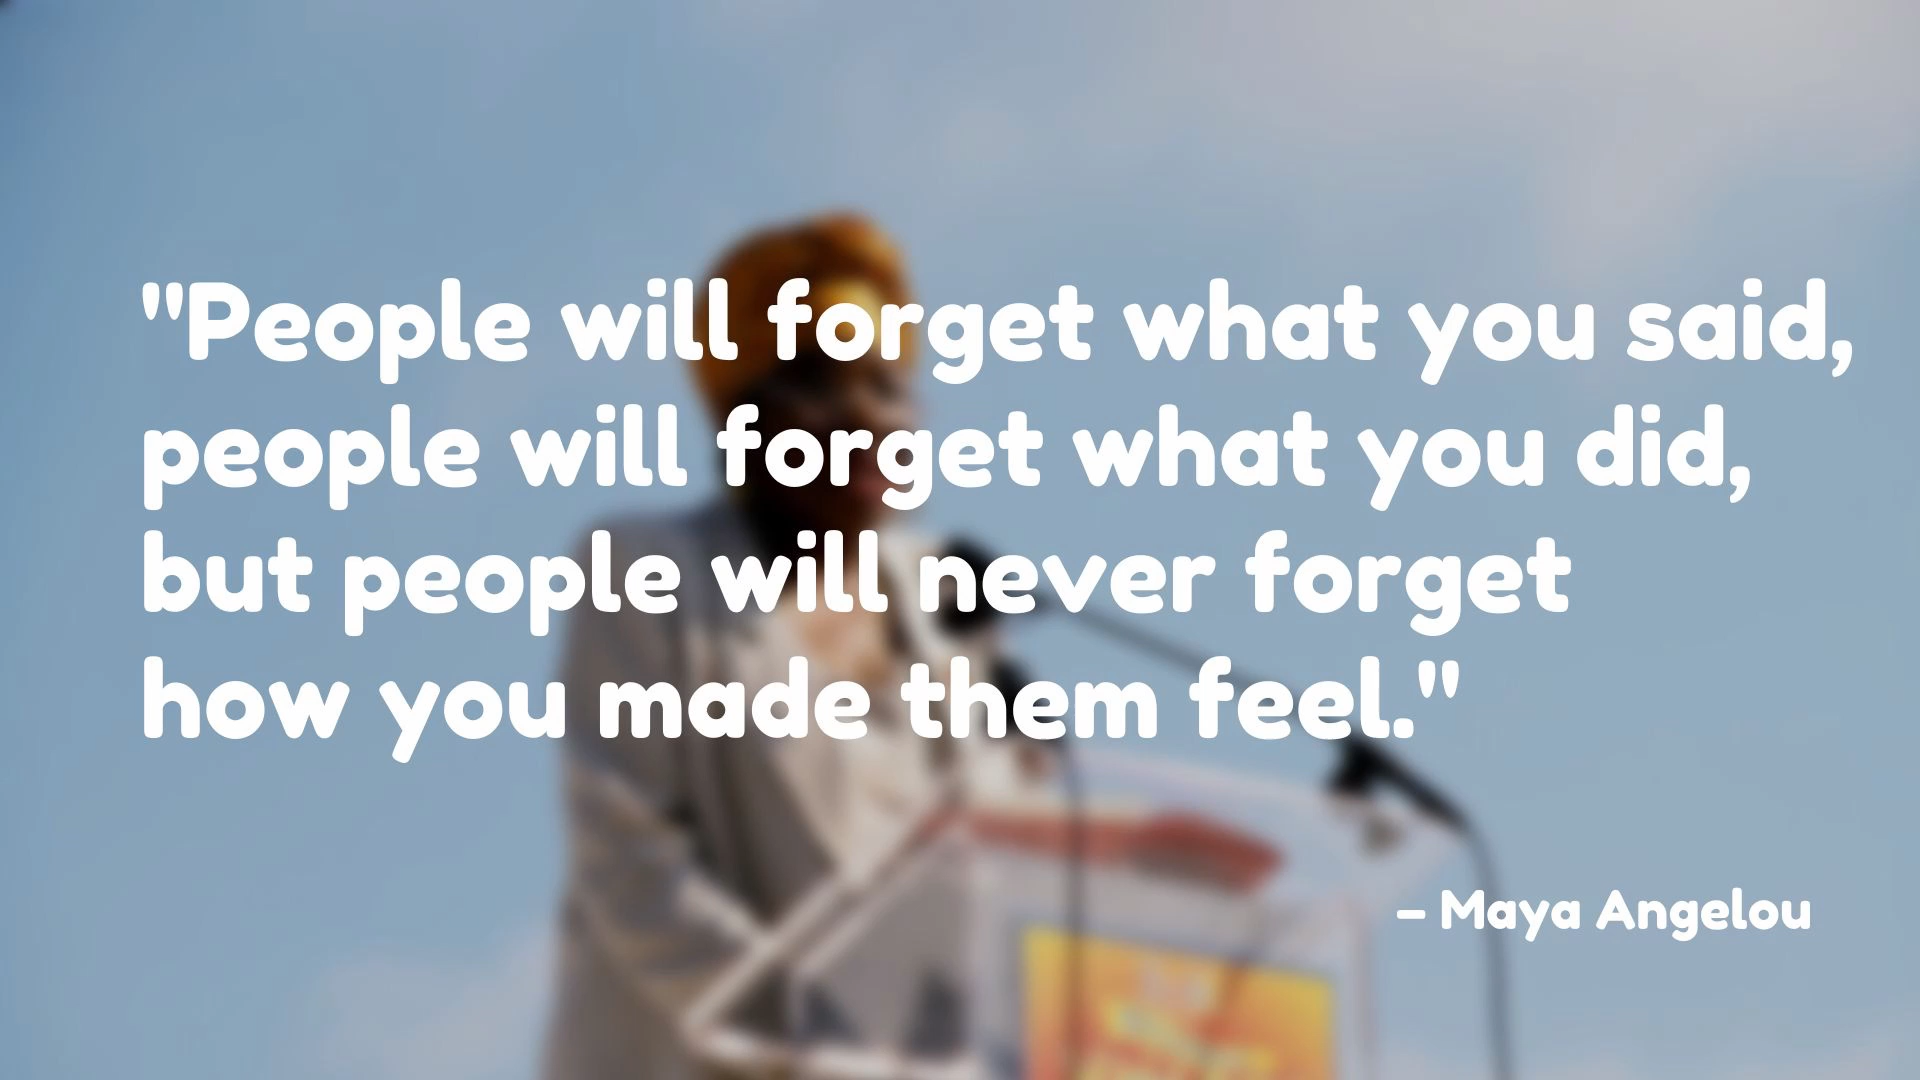 "People will forget what you said,
people will forget what you did,
but people will never forget
how you made them feel."
– Maya Angelou